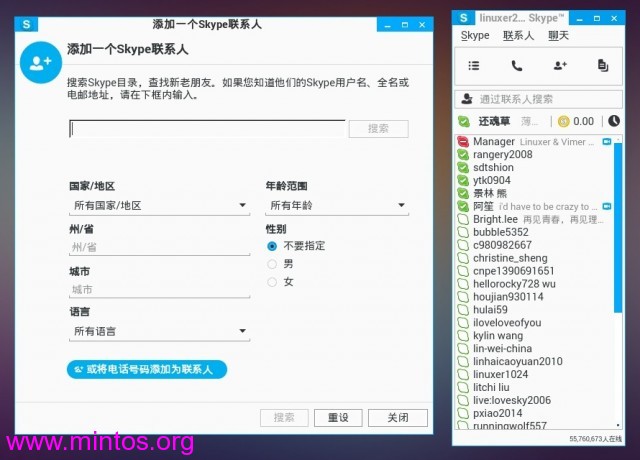 添加一个Skype联系人
添加一个Skype联系人
搜索Skype目录，查找新老朋友。如果您知道他们的Skype用户名、全名或
电邮地址，请在下框内输入。
搜索
国家/地区
年龄范围
所有国家/地区
所有年龄
州/省
性别
州/省
不要指定
男
城市
女
城市
语言
所有语言
或将电话号码添加为联系人
搜索
重设
关闭
www.mintos.org
linuxer2... Skype™
Skype 联系人 聊天
通过联系人搜索
还魂草 薄... 0.00
Manager Linuxer & Vimer ...
rangery2008
sdtshion
ytk0904
景林 熊
阿笙 i'd have to be crazy to ...
Bright.lee 再见青春，再见理...
bubble5352
c980982667
christine_sheng
cnpe1390691651
hellorocky728 wu
houjian930114
hulai59
iloveloveofyou
kylin wang
lin-wei-china
linhaicaoyuan2010
linuxer1024
litchi liu
live:lovesky2006
pxiao2014
runningwolf557
55,760,673人在线